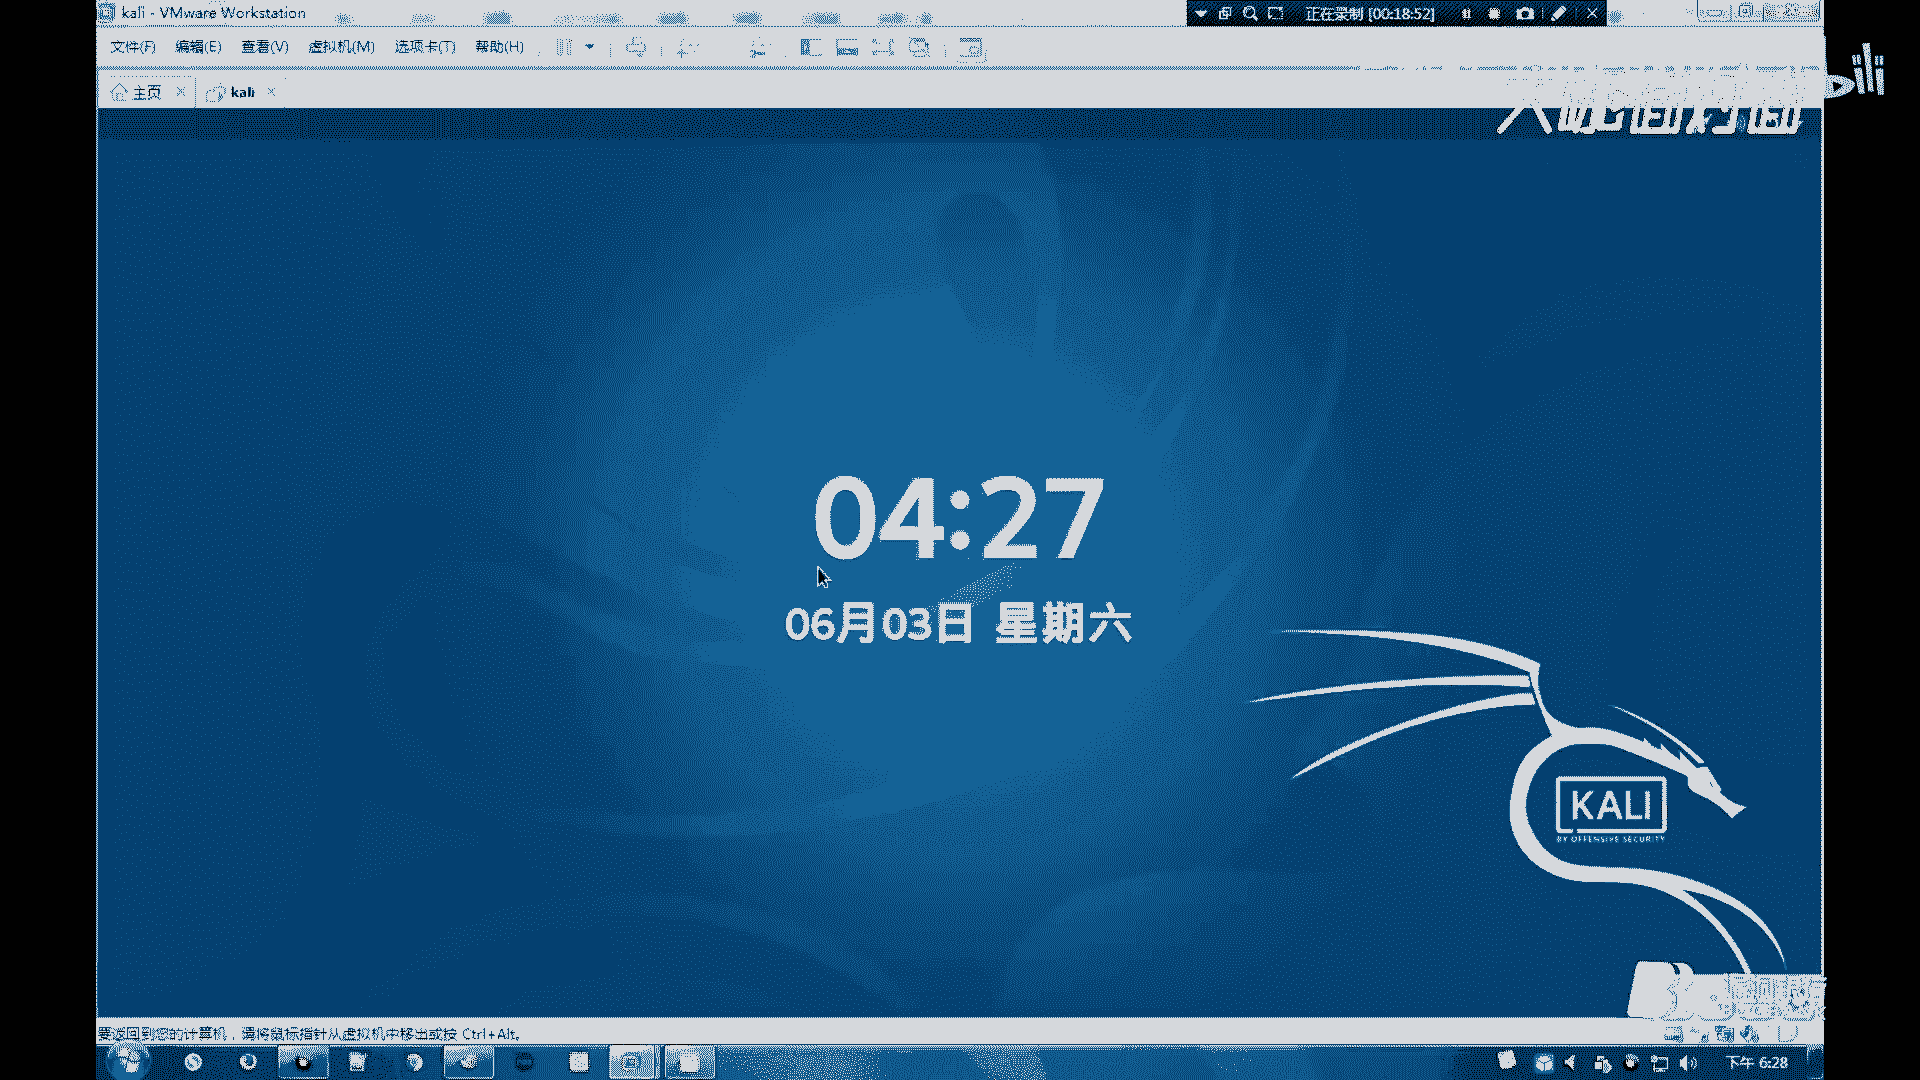 kali - VMware Workstation
正在录制 [00:18:52]
文件(F) 编辑(E) 查看(V) 虚拟机(M) 选项卡(T) 帮助(H)
主页
kali
04:27
06月03日 星期六
KALI
BY OFFENSIVE SECURITY
要返回到您的计算机，请将鼠标指针从虚拟机中移出或按 Ctrl+Alt。
下午 6:28